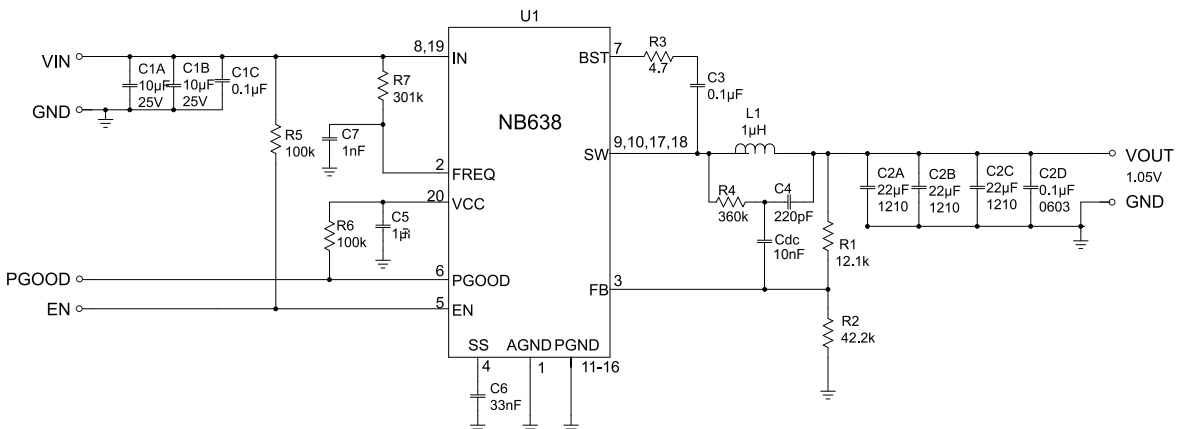 U1
VIN
GND
C1A
10µF
25V
C1B
10µF
25V
C1C
0.1µF
8,19
IN
R7
301k
R5
100k
C7
1nF
2
FREQ
20
VCC
R6
100k
C5
PGOOD
6
PGOOD
EN
5
EN
NB638
SS
4
AGND
1
PGND
11-16
C6
33nF
BST
7
R3
4.7
C3
0.1µF
SW
9,10,17,18
L1
1µH
R4
360k
C4
220pF
Cdc
10nF
FB
3
R1
12.1k
R2
42.2k
C2A
22µF
1210
C2B
22µF
1210
C2C
22µF
1210
C2D
0.1µF
0603
VOUT
1.05V
GND